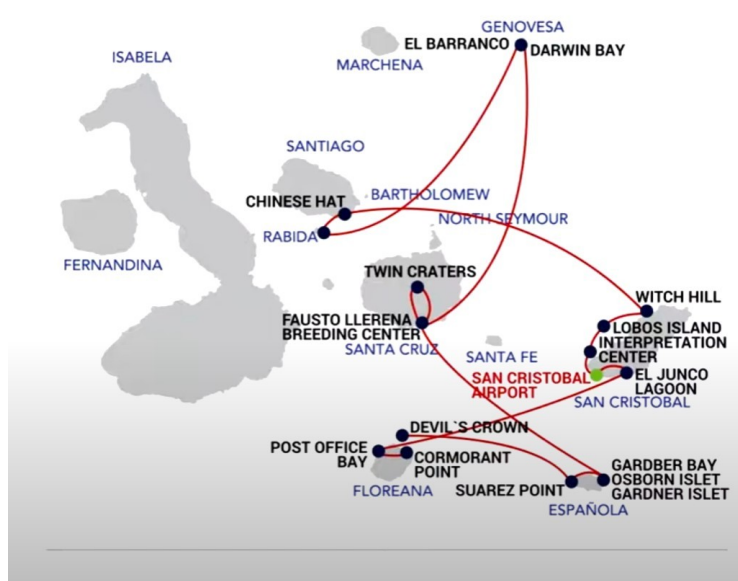 GENOVESA
EL BARRANCO
DARWIN BAY
ISABELA
MARCHENA
SANTIAGO
CHINESE HAT
BARTHOLOMEW
NORTH SEYMOUR
RABIDA
FERNANDINA
TWIN CRATERS
WITCH HILL
FAUSTO LLERENA
BREEDING CENTER
LOBOS ISLAND
INTERPRETATION
CENTER
SANTA CRUZ
SANTA FE
SAN CRISTOBAL
AIRPORT
EL JUNCO
LAGOON
SAN CRISTOBAL
DEVIL`S CROWN
POST OFFICE
BAY
CORMORANT
POINT
FLOREANA
SUAREZ POINT
GARDBER BAY
OSBORN ISLET
GARDNER ISLET
ESPAÑOLA